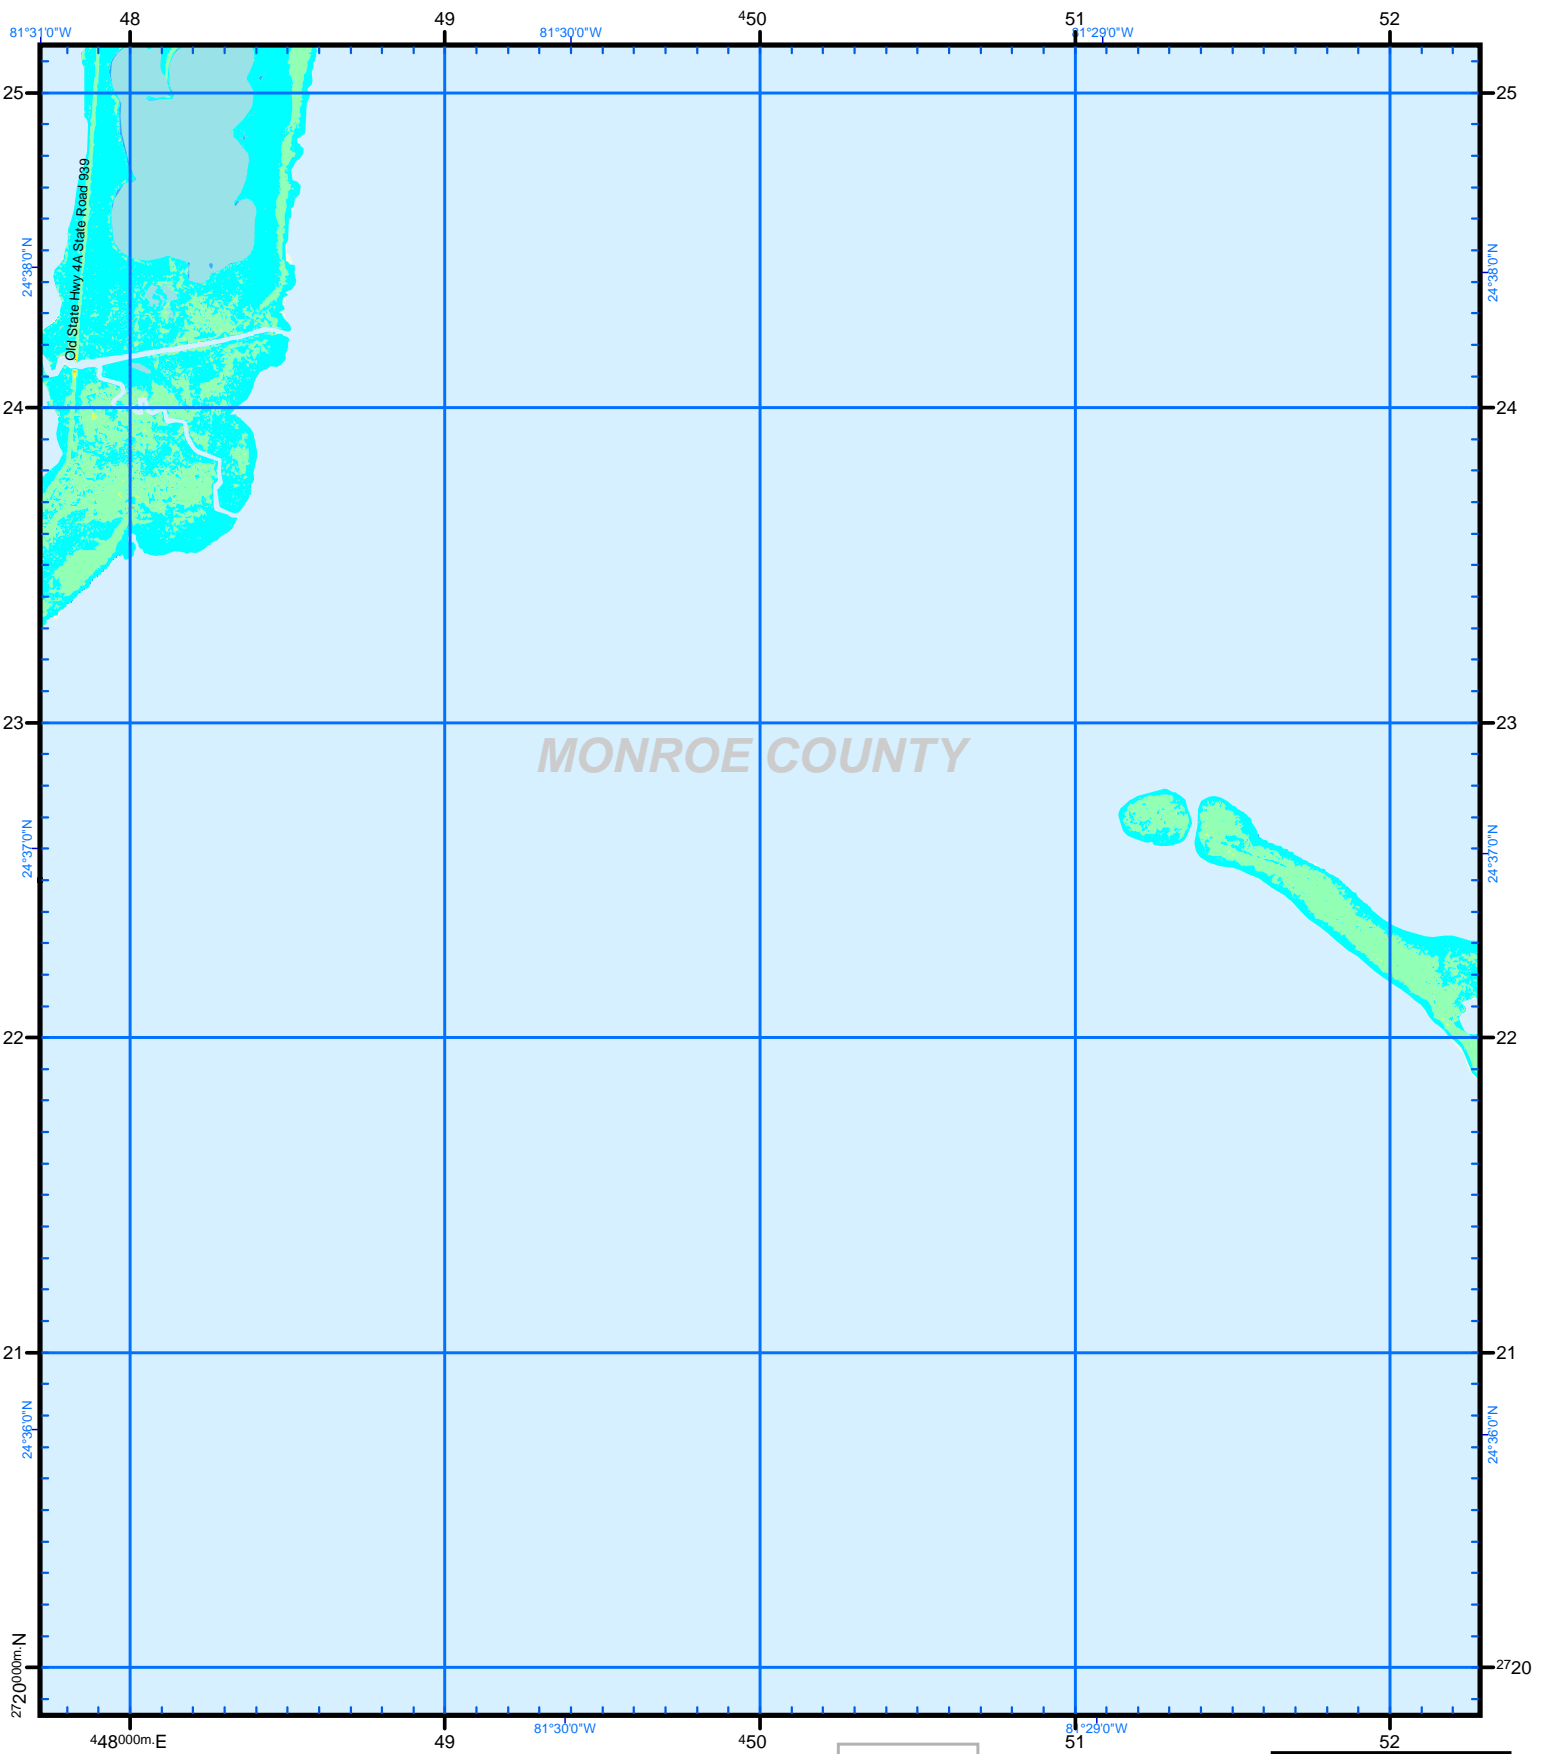 48 49 450 51 52
81°31'0"W 81°30'0"W 81°29'0"W
25 25
Old State Hwy 4A State Road 939
24°38'0"N 24°38'0"N
24 24
23 23
MONROE COUNTY
24°37'0"N 24°37'0"N
22 22
21 21
24°36'0"N 24°36'0"N
2720000m.N 2720
81°30'0"W 81°29'0"W
448000m.E 49 450 51 52